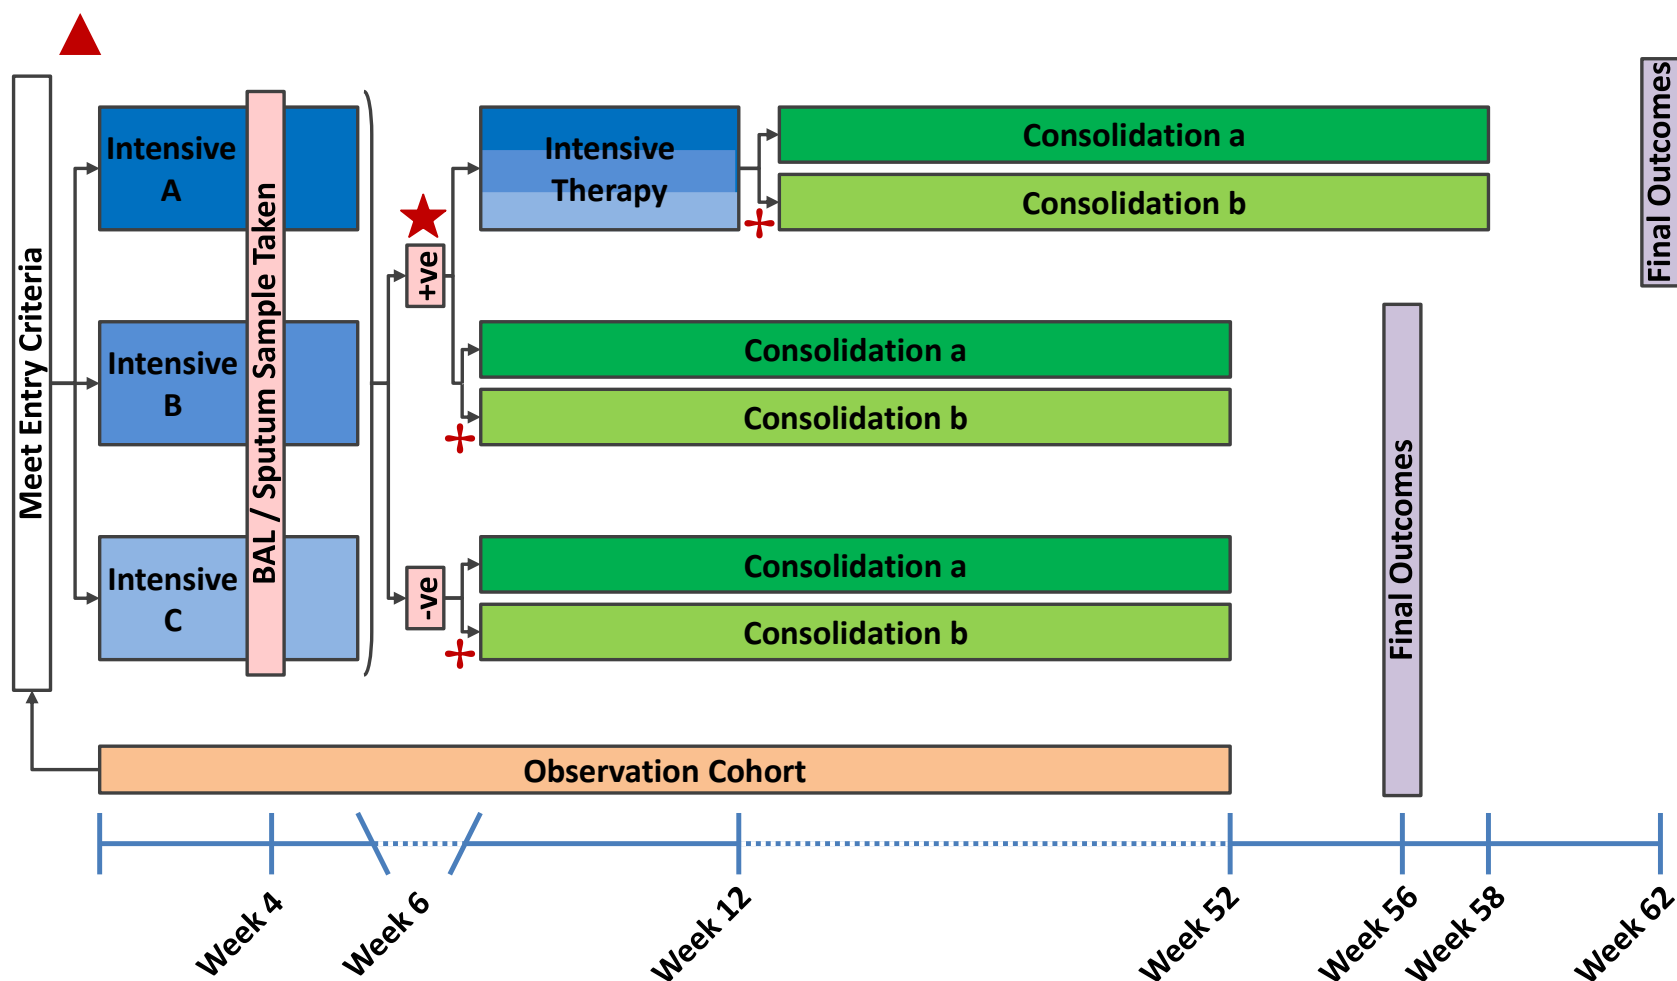 Meet Entry Criteria
Intensive
A
Intensive
B
Intensive
C
BAL / Sputum Sample Taken
+ve
-ve
Intensive
Therapy
Consolidation a
Consolidation b
Consolidation a
Consolidation b
Consolidation a
Consolidation b
Final Outcomes
Final Outcomes
Observation Cohort
Week 4
Week 6
Week 12
Week 52
Week 56
Week 58
Week 62